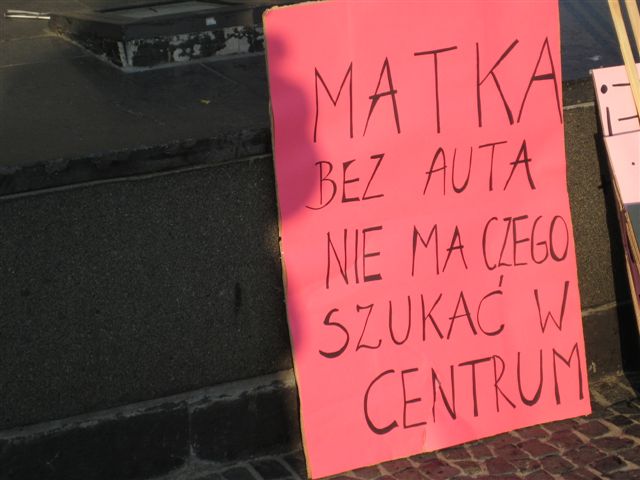 MATKA
BEZ AUTA
NIE MA CZEGO
SZUKAĆ W
CENTRUM